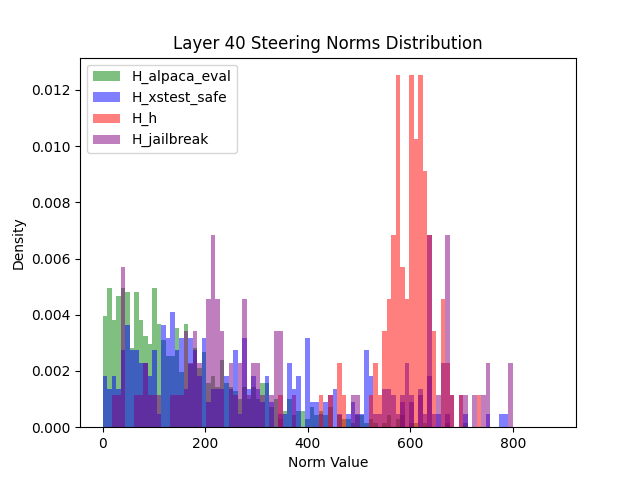 Layer 40 Steering Norms Distribution
H_alpaca_eval
H_xstest_safe
H_h
H_jailbreak
0.012
0.010
0.008
0.006
0.004
0.002
0.000
Density
0 200 400 600 800
Norm Value